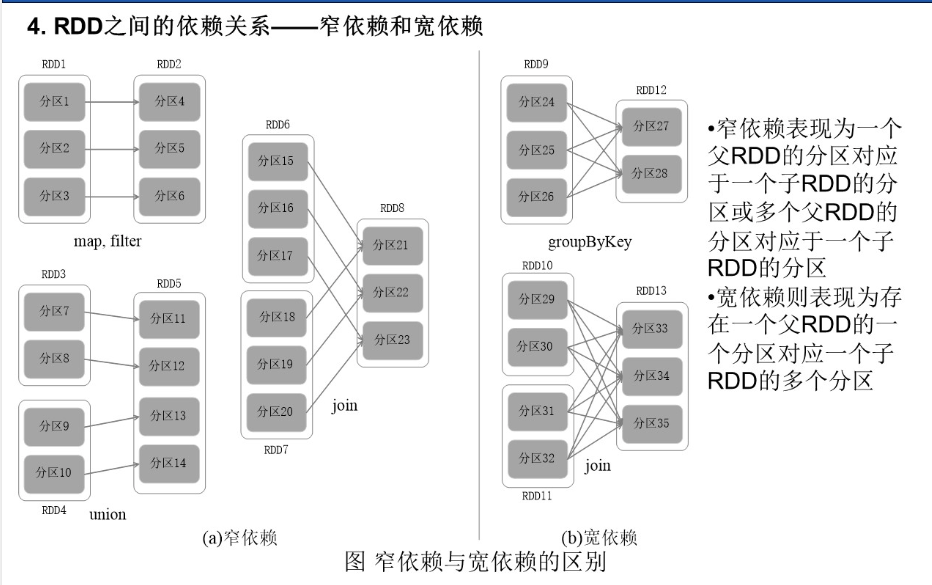 4. RDD之间的依赖关系——窄依赖和宽依赖
RDD1
RDD2
分区1
分区4
分区2
分区5
分区3
分区6
map, filter
RDD3
RDD5
分区7
分区11
分区8
分区12
分区9
分区13
分区10
分区14
RDD4
union
RDD6
分区15
分区16
分区17
RDD8
分区21
分区22
分区23
分区18
分区19
分区20
join
RDD7
(a)窄依赖
RDD9
RDD12
分区24
分区27
分区25
分区28
分区26
groupByKey
RDD10
RDD13
分区29
分区33
分区30
分区34
分区31
分区35
分区32
join
RDD11
(b)宽依赖
•窄依赖表现为一个
父RDD的分区对应
于一个子RDD的分
区或多个父RDD的
分区对应于一个子
RDD的分区
•宽依赖则表现为存
在一个父RDD的一
个分区对应一个子
RDD的多个分区
图 窄依赖与宽依赖的区别